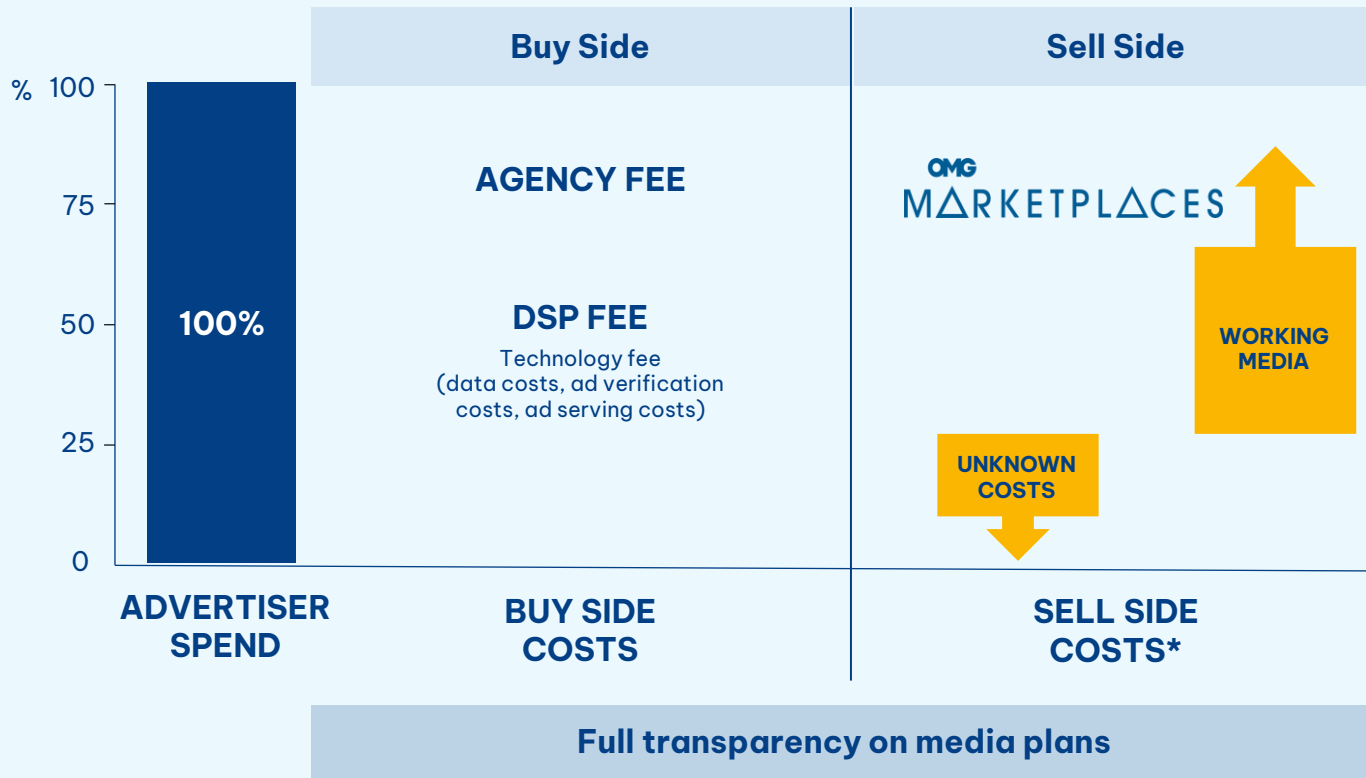 Buy Side
Sell Side
% 100
75
50
25
0
100%
AGENCY FEE
DSP FEE
Technology fee
(data costs, ad verification
costs, ad serving costs)
OMG
MARKETPLACES
WORKING
MEDIA
UNKNOWN
COSTS
ADVERTISER
SPEND
BUY SIDE
COSTS
SELL SIDE
COSTS*
Full transparency on media plans